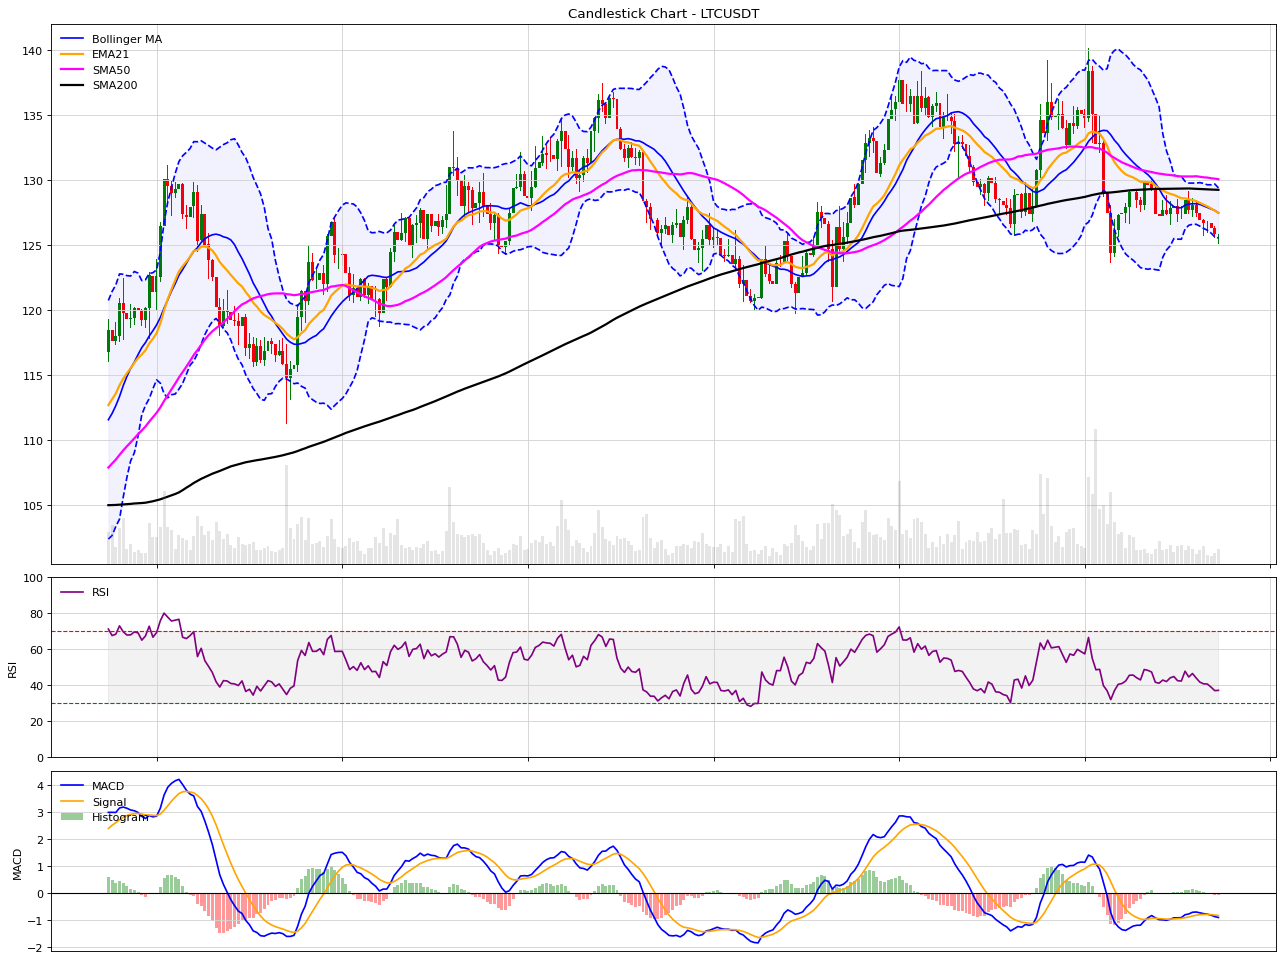 Candlestick Chart - LTCUSDT
Bollinger MA
EMA21
SMA50
SMA200
140
135
130
125
120
115
110
105
RSI
100
80
60
40
20
0
RSI
MACD
Signal
Histogram
4
3
2
1
0
−1
−2
MACD